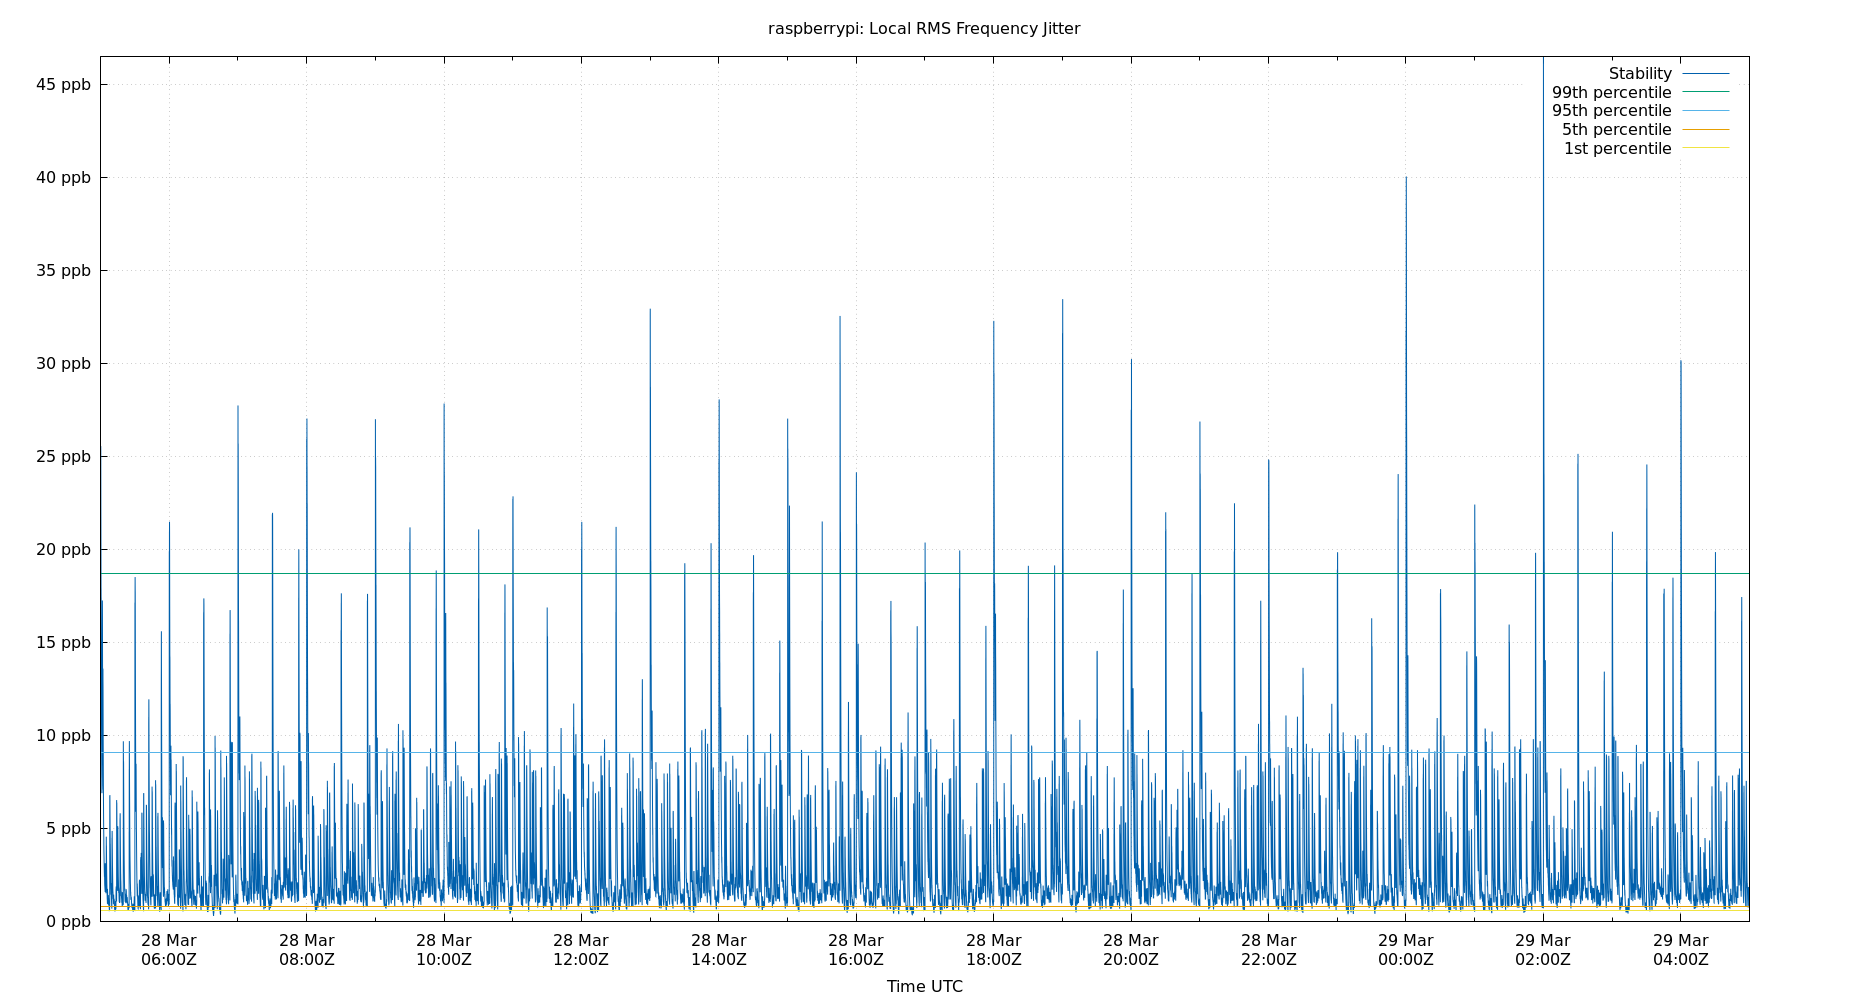 raspberrypi: Local RMS Frequency Jitter
45 ppb
40 ppb
35 ppb
30 ppb
25 ppb
20 ppb
15 ppb
10 ppb
5 ppb
0 ppb
Stability
99th percentile
95th percentile
5th percentile
1st percentile
28 Mar 28 Mar 28 Mar 28 Mar 28 Mar 28 Mar 28 Mar 28 Mar 28 Mar 29 Mar 29 Mar 29 Mar
06:00Z 08:00Z 10:00Z 12:00Z 14:00Z 16:00Z 18:00Z 20:00Z 22:00Z 00:00Z 02:00Z 04:00Z
Time UTC